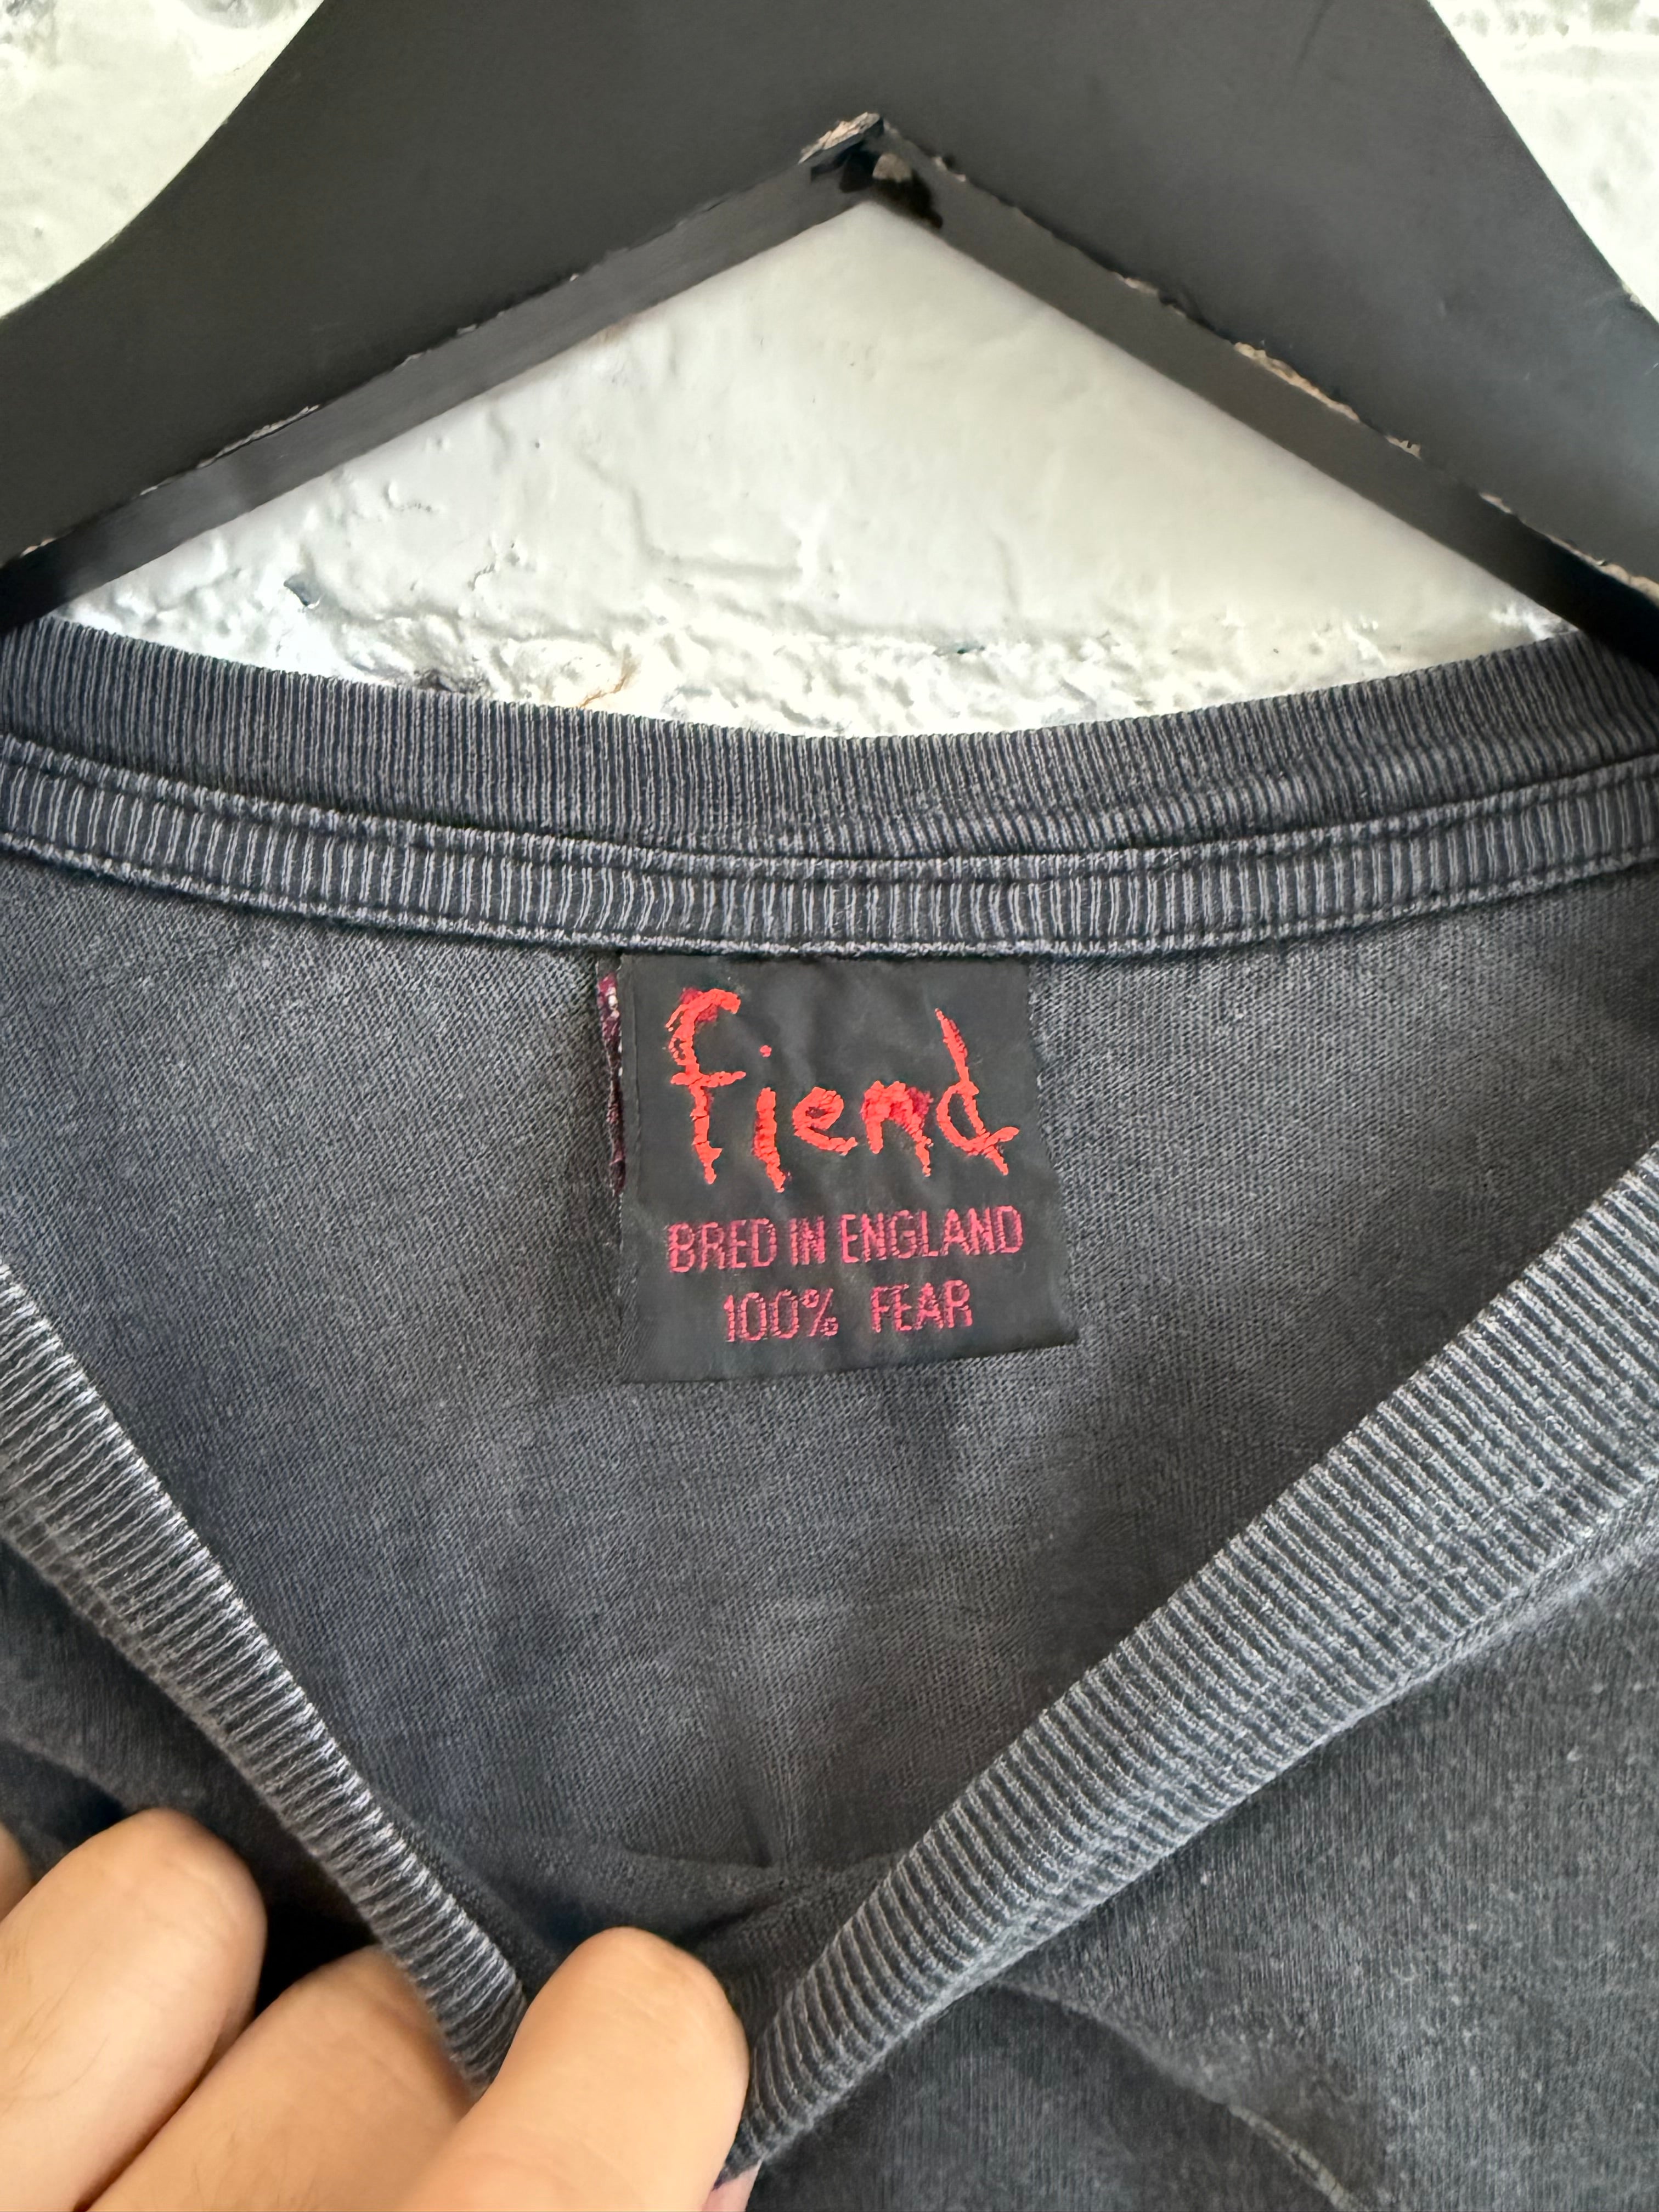 fiend
BRED IN ENGLAND
100% FEAR